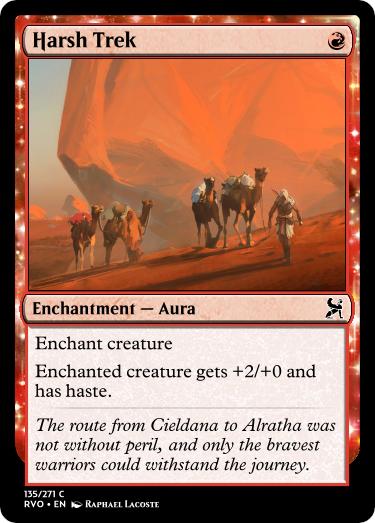 Harsh Trek
Enchantment — Aura
Enchant creature
Enchanted creature gets +2/+0 and
has haste.
The route from Cieldana to Alratha was
not without peril, and only the bravest
warriors could withstand the journey.
135/271 C
RVO • EN Raphael Lacoste